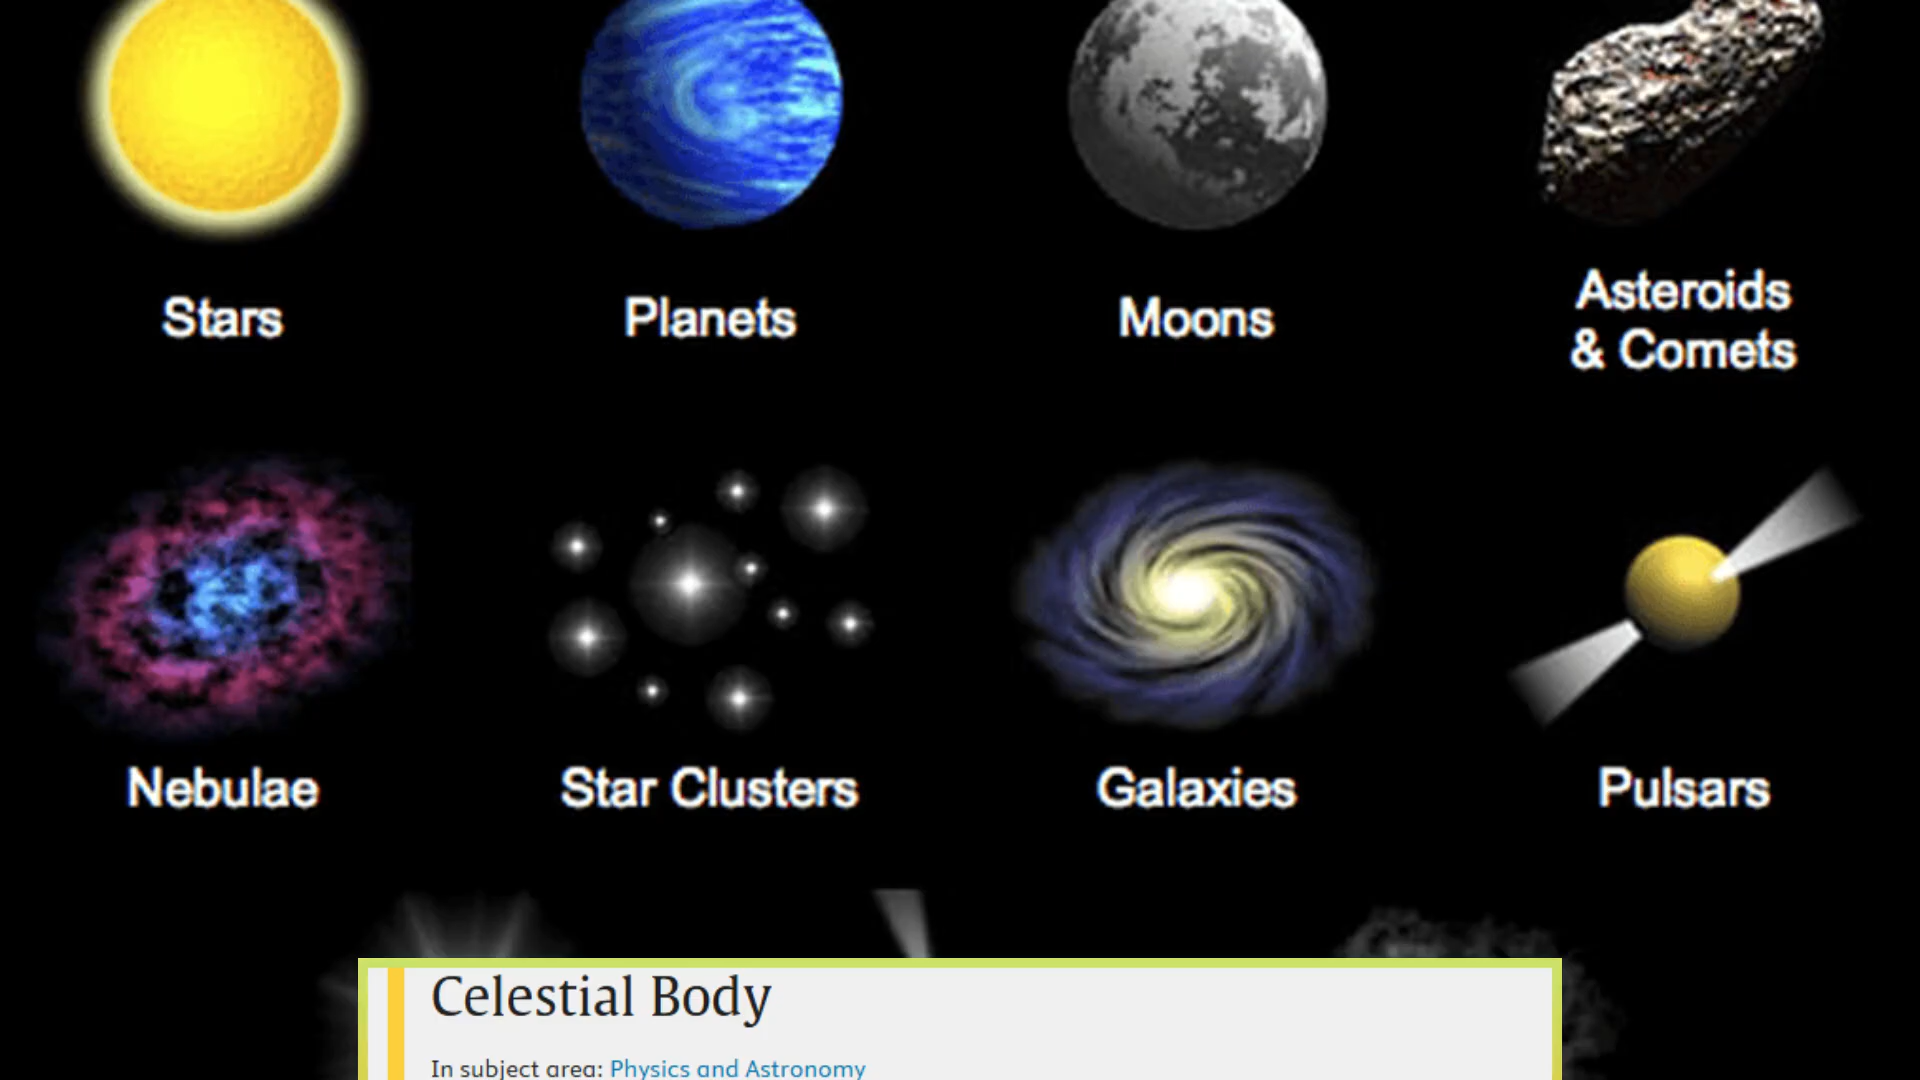 Stars
Planets
Moons
Asteroids
& Comets
Nebulae
Star Clusters
Galaxies
Pulsars
Celestial Body
In subject area: Physics and Astronomy